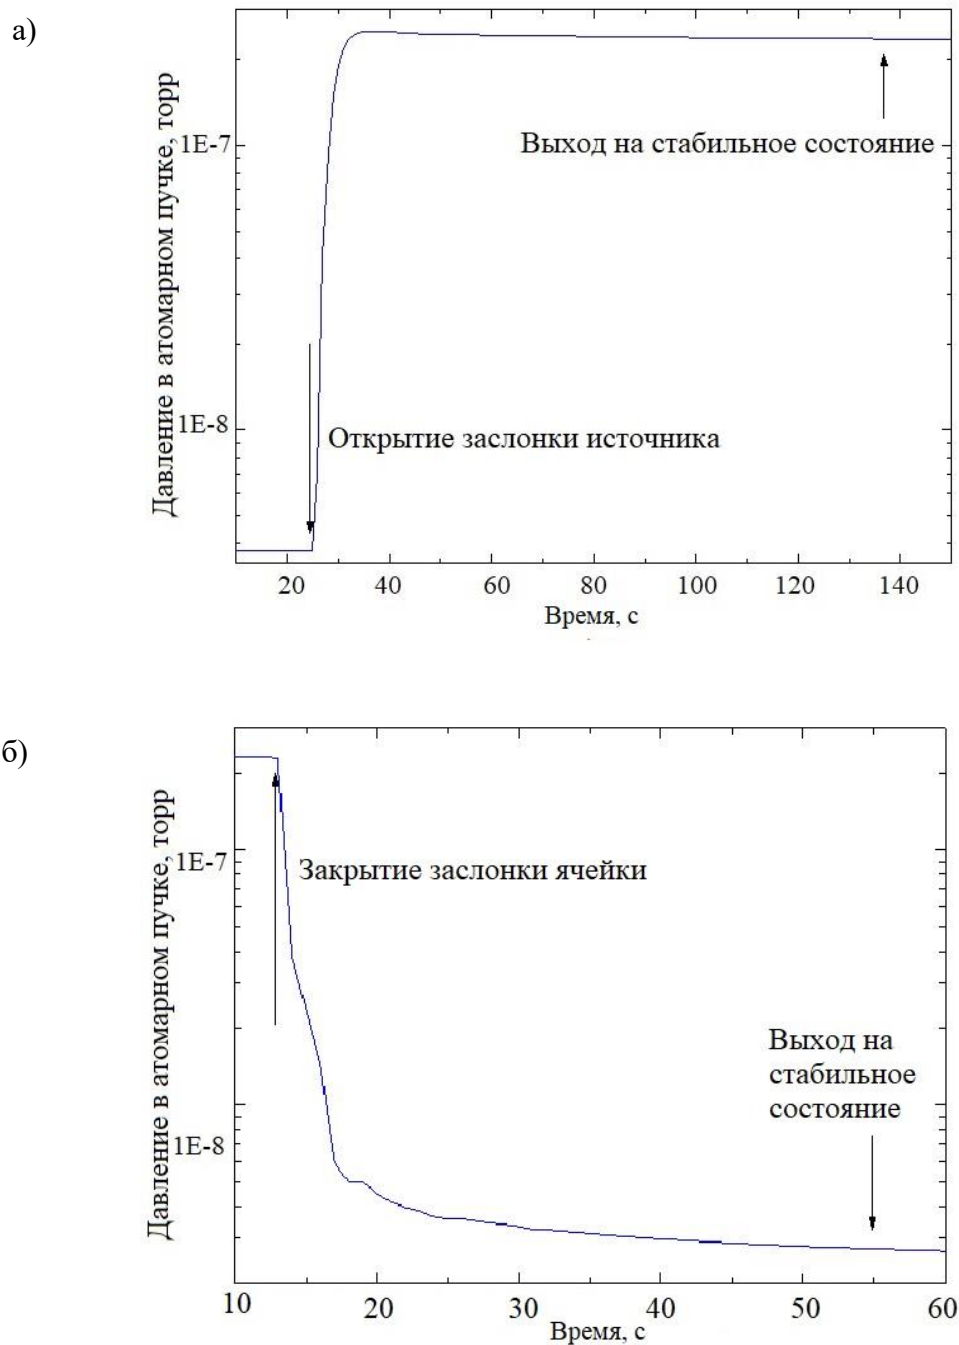 а)
Давление в атомарном пучке, торр
1E-7
1E-8
Выход на стабильное состояние
Открытие заслонки источника
20 40 60 80 100 120 140
Время, с
б)
Давление в атомарном пучке, торр
1E-7
1E-8
Закрытие заслонки ячейки
Выход на
стабильное
состояние
10 20 30 40 50 60
Время, с